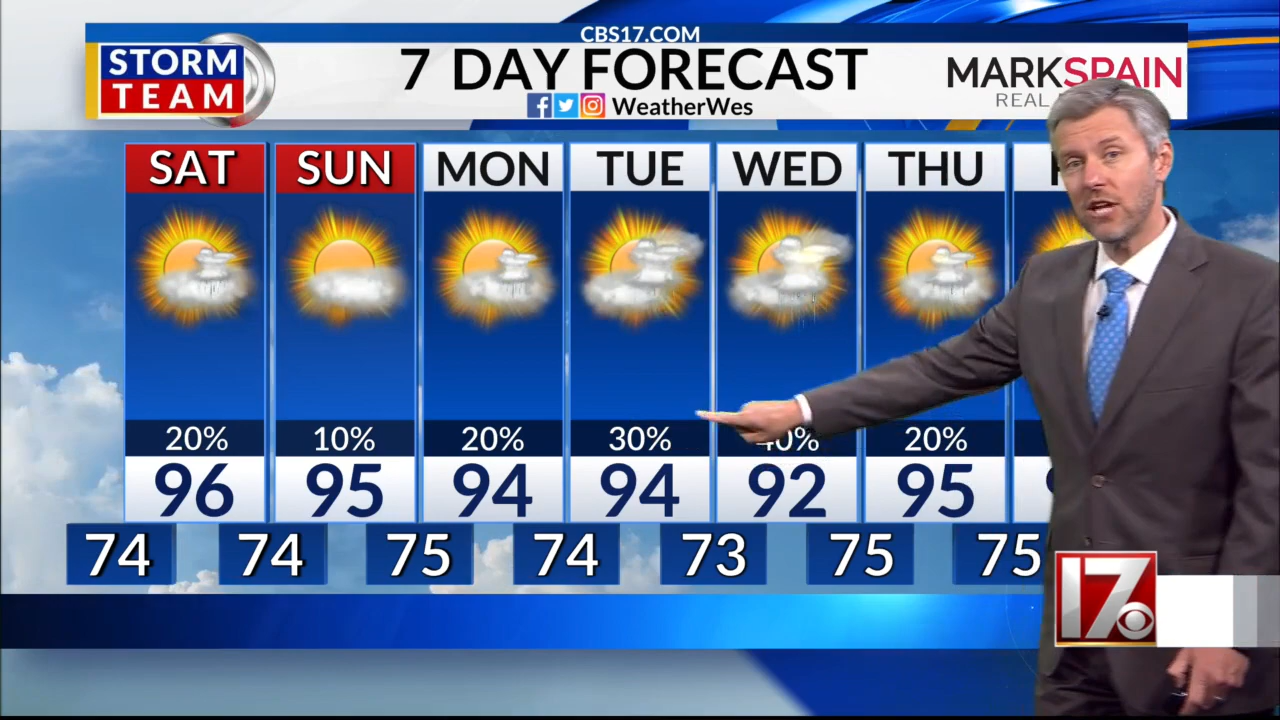 CBS17.COM
STORM
TEAM
7 DAY FORECAST
WeatherWes
MARKSPAIN
REAL
SAT SUN MON TUE WED THU
20% 10% 20% 30% 40% 20%
96 95 94 94 92 95
74 74 75 74 73 75 75
17